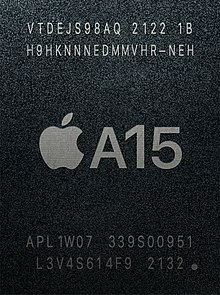 VTDEJS98AQ 2122 1B
H9HKNNNEDMMVHR-NEH
A15
APL1W07 339S00951
L3V4S614F9 2132